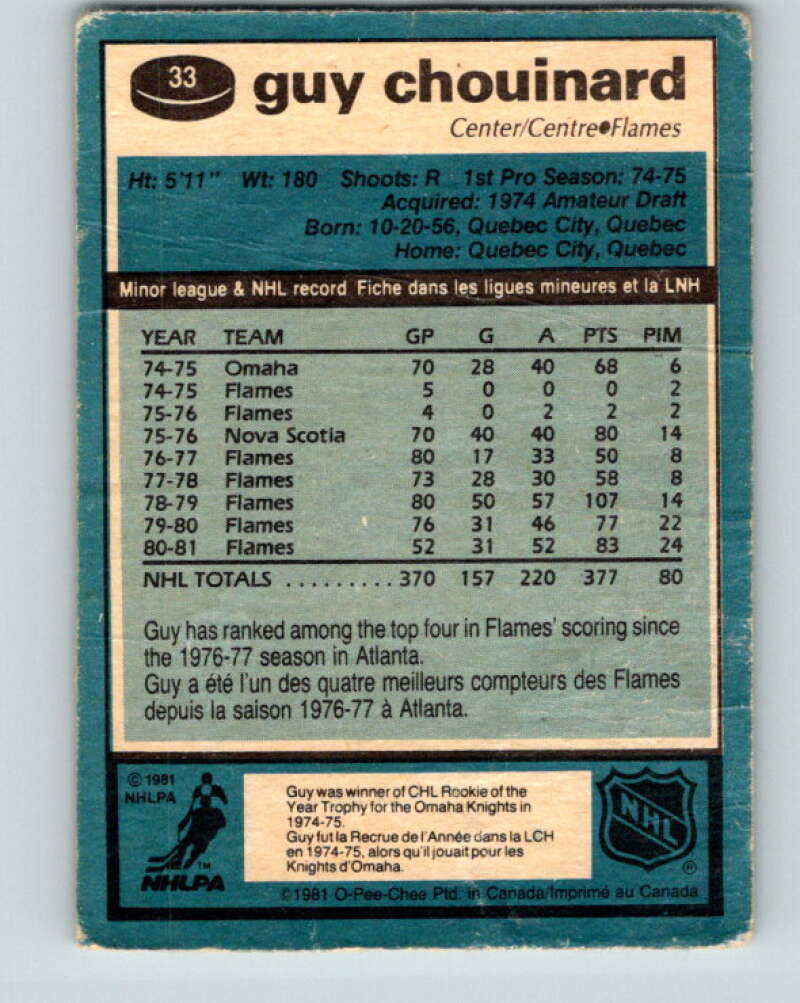 33 guy chouinard
Center/Centre●Flames
Ht: 5'11" Wt: 180 Shoots: R 1st Pro Season: 74-75
Acquired: 1974 Amateur Draft
Born: 10-20-56, Quebec City, Quebec
Home: Quebec City, Quebec
Minor league & NHL record Fiche dans les ligues mineures et la LNH
YEAR TEAM GP G A PTS PIM
74-75 Omaha 70 28 40 68 6
74-75 Flames 5 0 0 0 2
75-76 Flames 4 0 2 2 2
75-76 Nova Scotia 70 40 40 80 14
76-77 Flames 80 17 33 50 8
77-78 Flames 73 28 30 58 8
78-79 Flames 80 50 57 107 14
79-80 Flames 76 31 46 77 22
80-81 Flames 52 31 52 83 24
NHL TOTALS . . . . . . . . . 370 157 220 377 80
Guy has ranked among the top four in Flames' scoring since
the 1976-77 season in Atlanta.
Guy a été l'un des quatre meilleurs compteurs des Flames
depuis la saison 1976-77 à Atlanta.
© 1981
NHLPA
TM
NHLPA
Guy was winner of CHL Rookie of the
Year Trophy for the Omaha Knights in
1974-75.
Guy fut la Recrue de l'Année dans la LCH
en 1974-75, alors qu'il jouait pour les
Knights d'Omaha.
NHL
®
©1981 O-Pee-Chee Ptd. in Canada/Imprimé au Canada